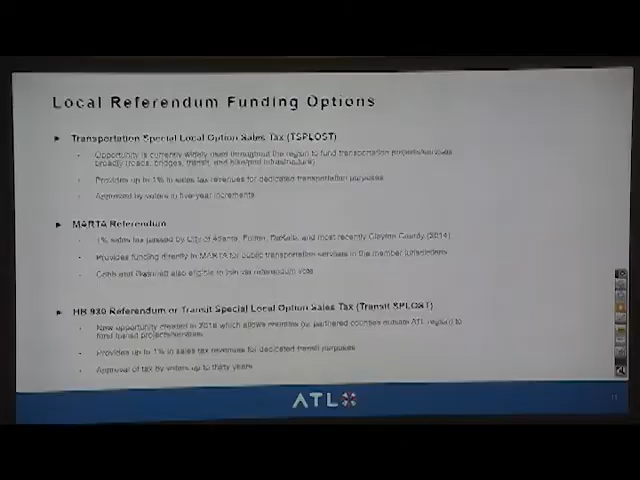 Local Referendum Funding Options
Transportation Special Local Option Sales Tax (TSPLOST)
Opportunity is currently widely used throughout the region to fund transportation projects/services
broadly (roads, bridges, transit, and bike/ped infrastructure)
Provides up to 1% in sales tax revenues for dedicated transportation purposes
Approved by voters in five-year increments
MARTA Referendum
1% sales tax passed by City of Atlanta, Fulton, DeKalb, and most recently Clayton County (2014)
Provides funding directly to MARTA for public transportation services in the member jurisdictions
Cobb and Gwinnett also eligible to join via referendum vote
HB 930 Referendum or Transit Special Local Option Sales Tax (Transit SPLOST)
New opportunity created in 2018 which allows counties (or partnered counties outside ATL region) to
fund transit projects/services
Provides up to 1% in sales tax revenues for dedicated transit purposes
Approval of tax by voters up to thirty years
ATL